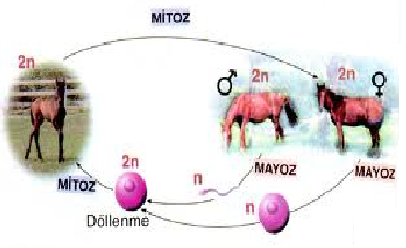 MİTOZ
2n
♂ 2n
2n ♀
MAYOZ
MAYOZ
n
n
2n
MİTOZ
Döllenme